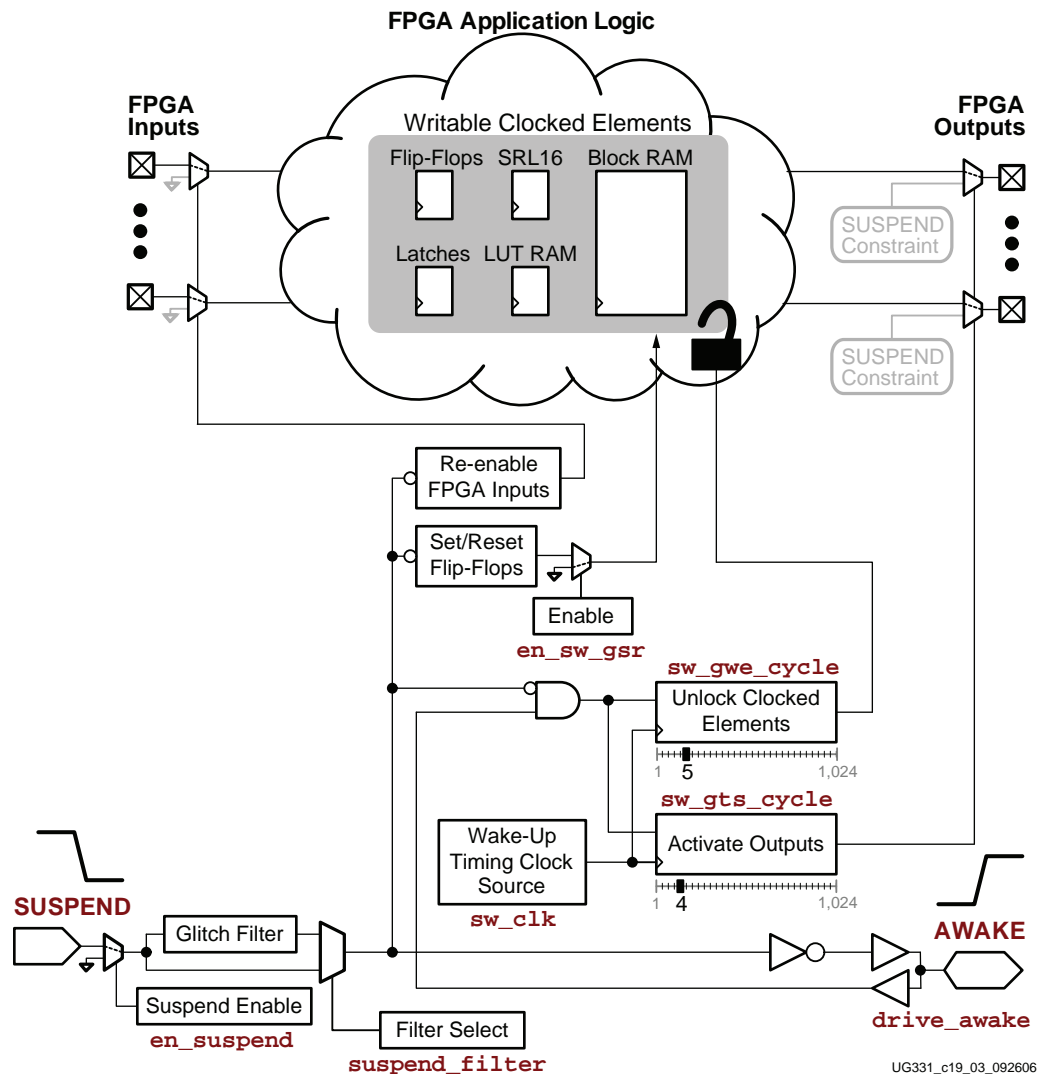 FPGA Application Logic
FPGA
Inputs
FPGA
Outputs
Writable Clocked Elements
Flip-Flops
SRL16
Block RAM
Latches
LUT RAM
SUSPEND
Constraint
SUSPEND
Constraint
Re-enable
FPGA Inputs
Set/Reset
Flip-Flops
Enable
en_sw_gsr
sw_gwe_cycle
Unlock Clocked
Elements
1
5
1,024
sw_gts_cycle
Activate Outputs
1
4
1,024
Wake-Up
Timing Clock
Source
sw_clk
SUSPEND
Glitch Filter
Suspend Enable
en_suspend
Filter Select
suspend_filter
AWAKE
drive_awake
UG331_c19_03_092606